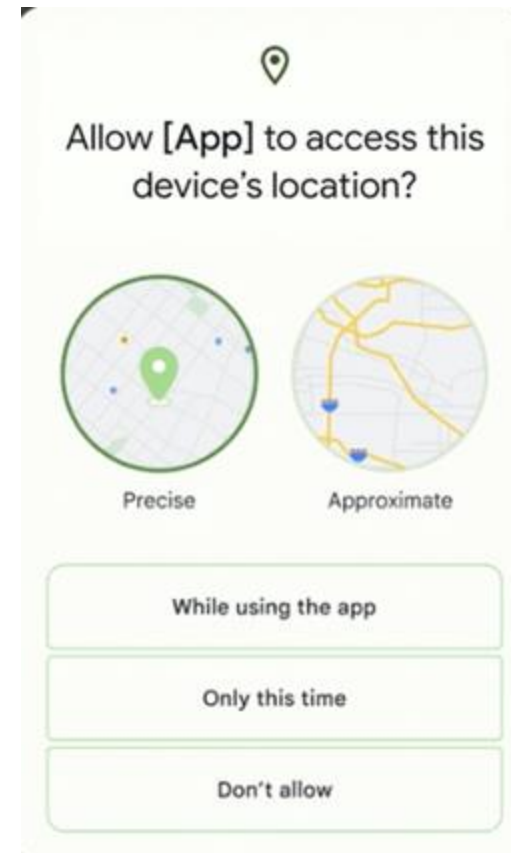 Allow [App] to access this
device's location?
Precise
Approximate
While using the app
Only this time
Don't allow